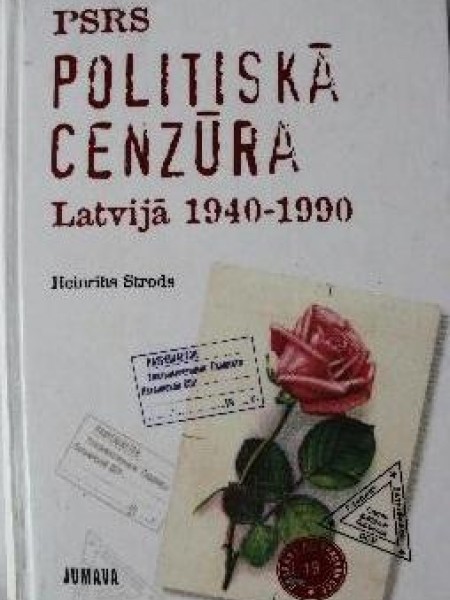 PSRS
POLITISKĀ
CENZŪRA
Latvijā 1940-1990
Heinrihs Strods
JUMAVA